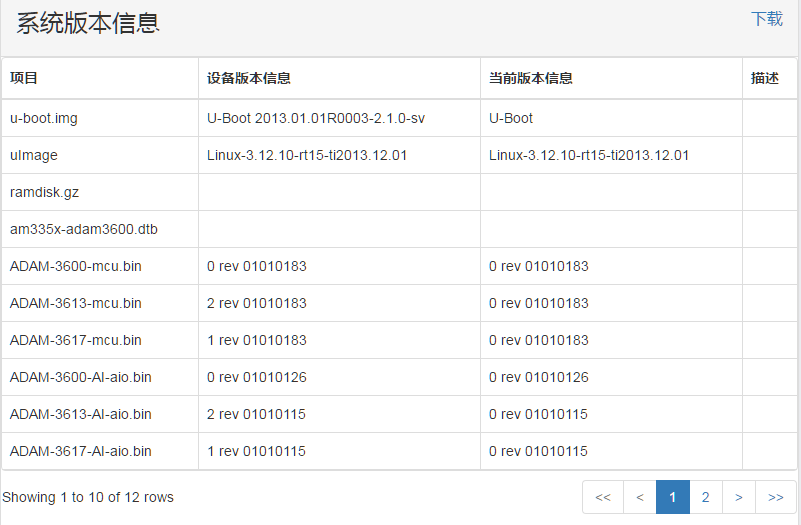 系统版本信息 下载
项目 设备版本信息 当前版本信息 描述
u-boot.img U-Boot 2013.01.01R0003-2.1.0-sv U-Boot
uImage Linux-3.12.10-rt15-ti2013.12.01 Linux-3.12.10-rt15-ti2013.12.01
ramdisk.gz
am335x-adam3600.dtb
ADAM-3600-mcu.bin 0 rev 01010183 0 rev 01010183
ADAM-3613-mcu.bin 2 rev 01010183 0 rev 01010183
ADAM-3617-mcu.bin 1 rev 01010183 0 rev 01010183
ADAM-3600-AI-aio.bin 0 rev 01010126 0 rev 01010126
ADAM-3613-AI-aio.bin 2 rev 01010115 0 rev 01010115
ADAM-3617-AI-aio.bin 1 rev 01010115 0 rev 01010115
Showing 1 to 10 of 12 rows << < 1 2 > >>